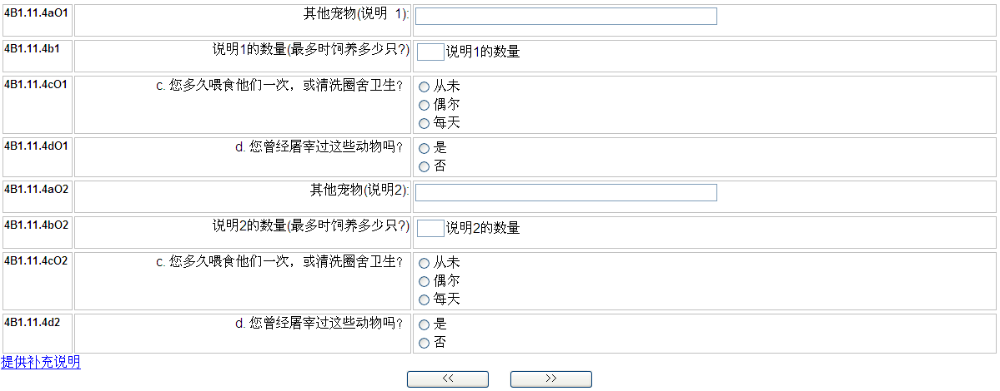 4B1.11.4aO1 其他宠物(说明 1):
4B1.11.4b1 说明1的数量(最多时饲养多少只?) 说明1的数量
4B1.11.4cO1 c. 您多久喂食他们一次，或清洗圈舍卫生? 从未
偶尔
每天
4B1.11.4dO1 d. 您曾经屠宰过这些动物吗? 是
否
4B1.11.4aO2 其他宠物(说明2):
4B1.11.4bO2 说明2的数量(最多时饲养多少只?) 说明2的数量
4B1.11.4cO2 c. 您多久喂食他们一次，或清洗圈舍卫生? 从未
偶尔
每天
4B1.11.4d2 d. 您曾经屠宰过这些动物吗? 是
否
提供补充说明
<< >>